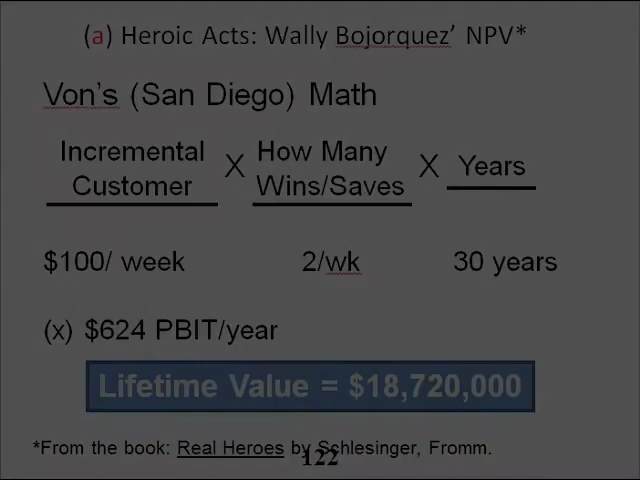 (a) Heroic Acts: Wally Bojorquez’ NPV*
Von’s (San Diego) Math
Incremental Customer X How Many Wins/Saves X Years
$100/ week 2/wk 30 years
(x) $624 PBIT/year
Lifetime Value = $18,720,000
*From the book: Real Heroes by Schlesinger, Fromm.
122